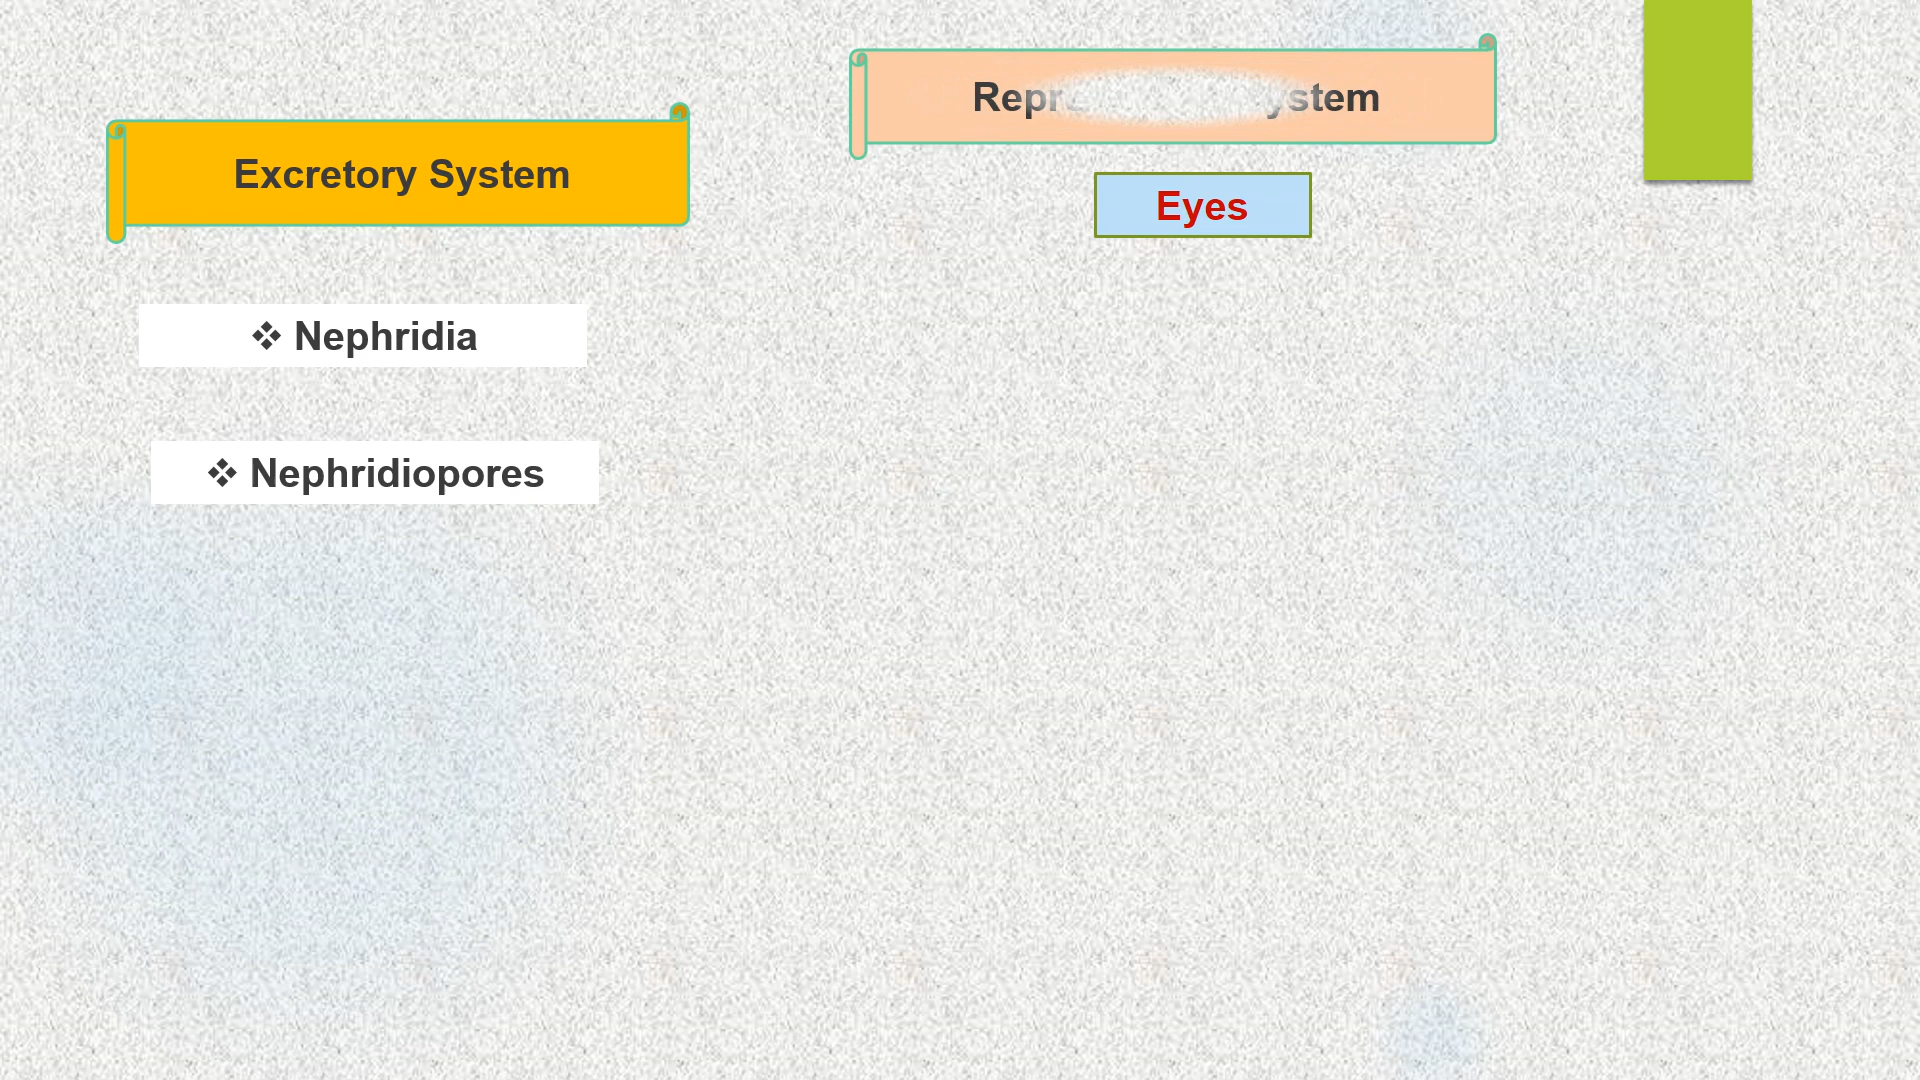 Excretory System
❖ Nephridia
❖ Nephridiopores
Eyes